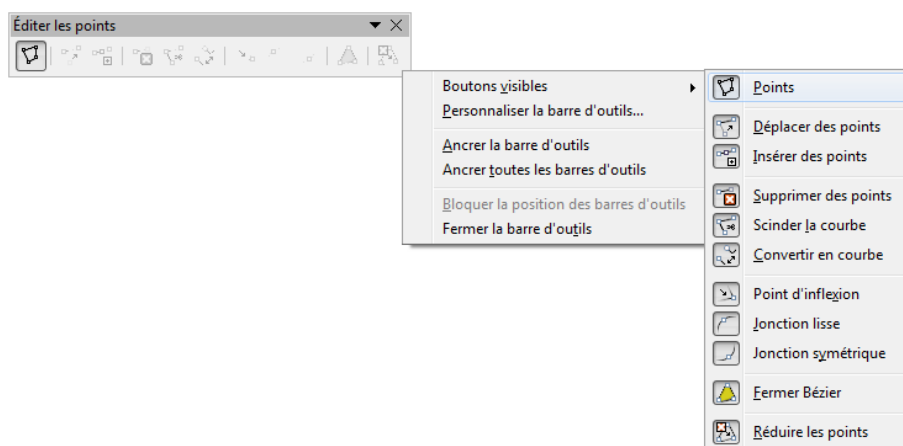 Éditer les points
Boutons visibles
Personnaliser la barre d'outils...
Ancrer la barre d'outils
Ancrer toutes les barres d'outils
Bloquer la position des barres d'outils
Fermer la barre d'outils
Points
Déplacer des points
Insérer des points
Supprimer des points
Scinder la courbe
Convertir en courbe
Point d'inflexion
Jonction lisse
Jonction symétrique
Fermer Bézier
Réduire les points